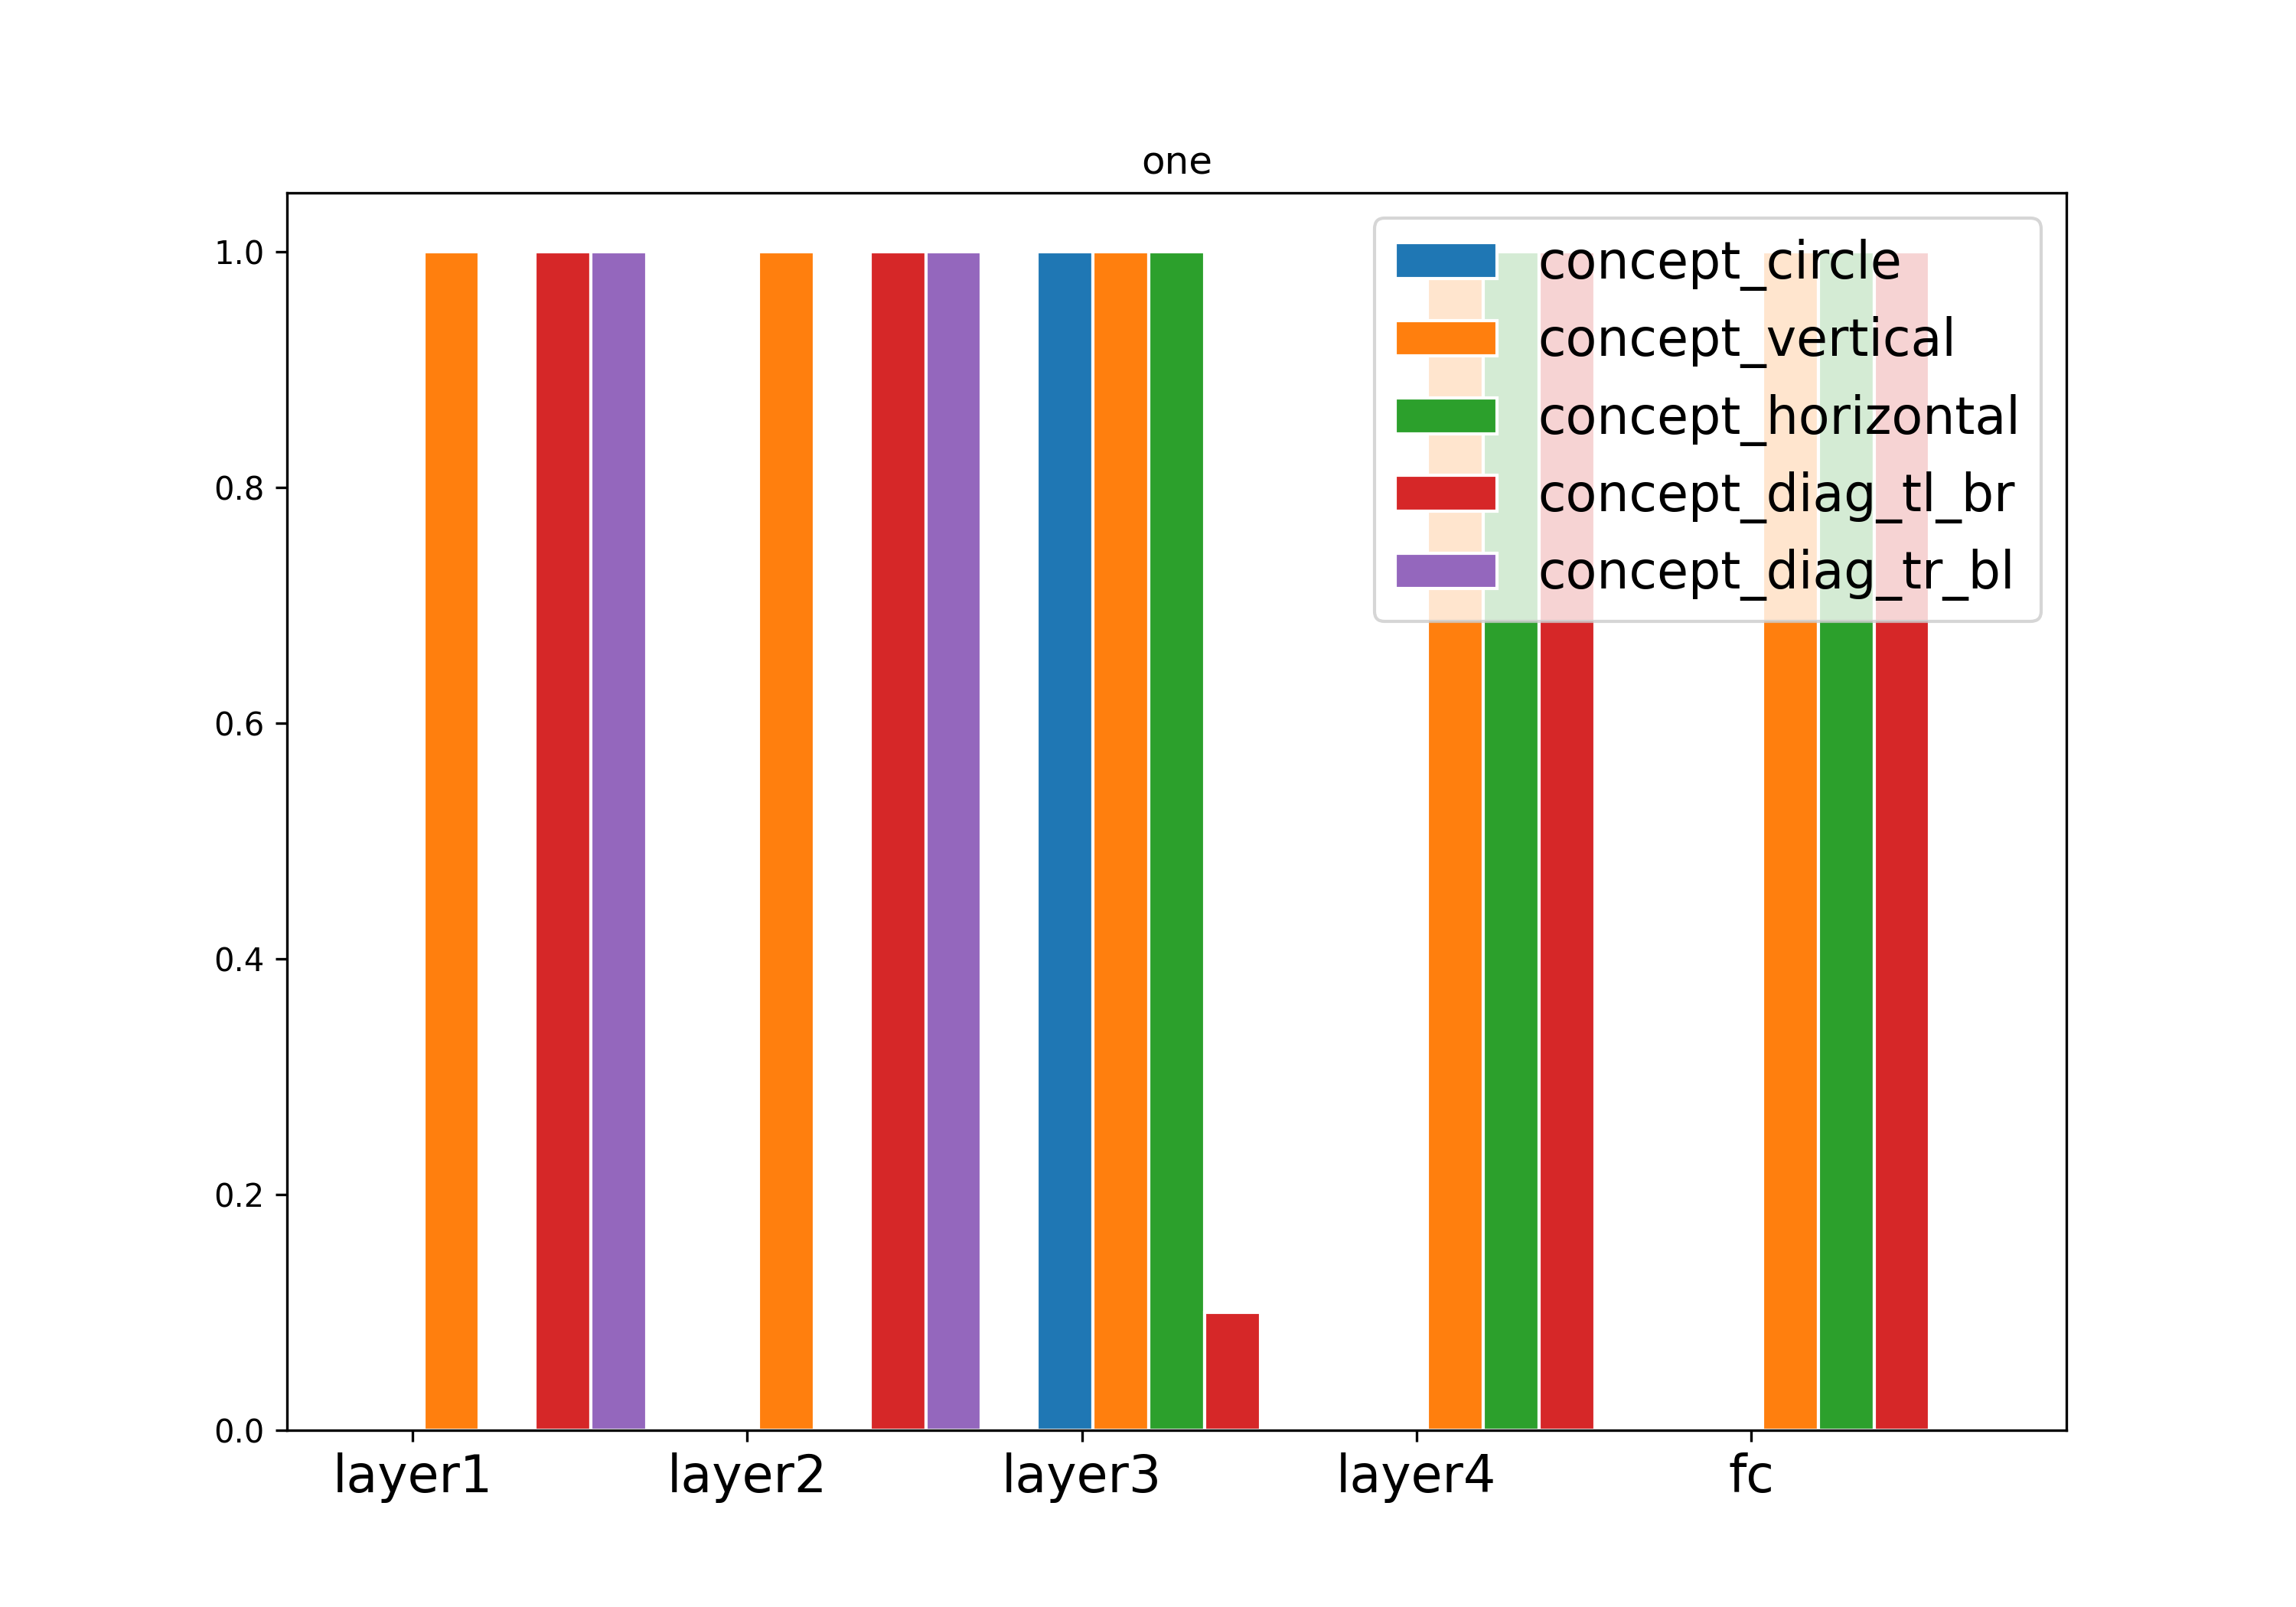 one
1.0
0.8
0.6
0.4
0.2
0.0
concept_circle
concept_vertical
concept_horizontal
concept_diag_tl_br
concept_diag_tr_bl
layer1 layer2 layer3 layer4 fc